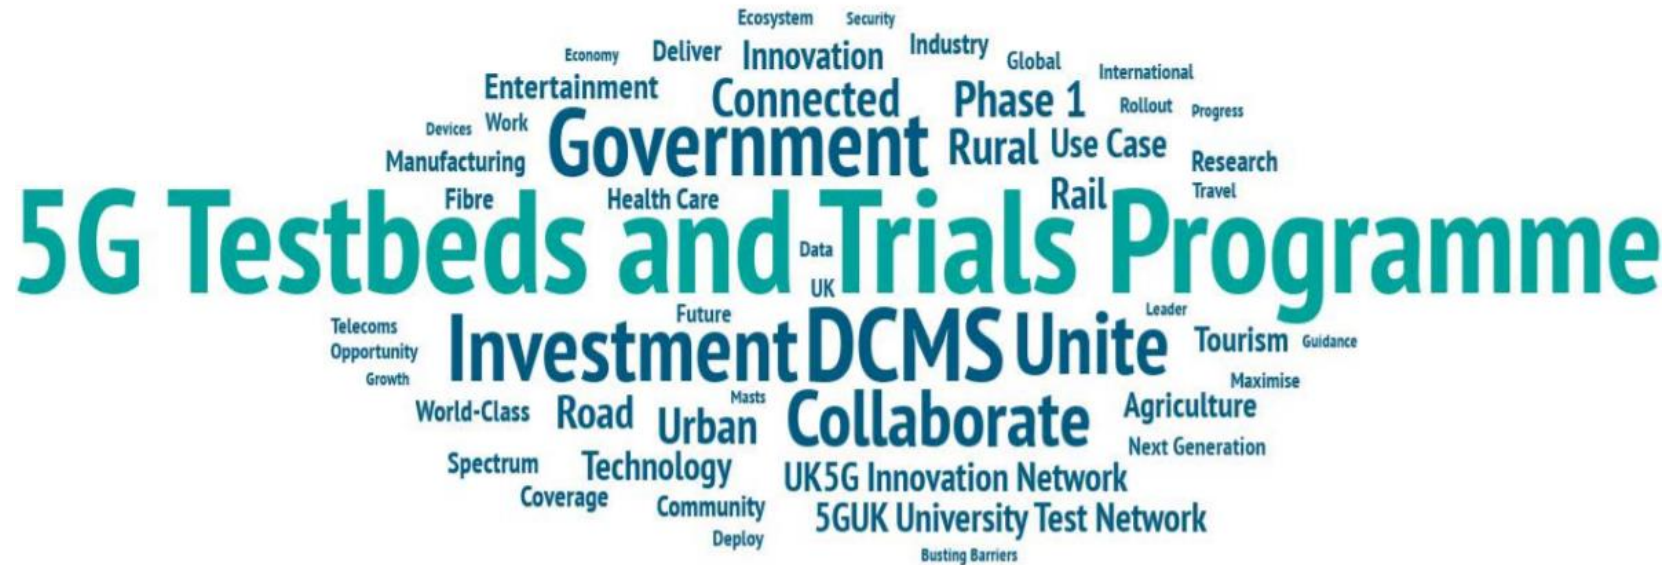 Ecosystem Security
Economy Deliver Innovation Industry Global
International
Entertainment Connected Phase 1 Rollout Progress
Devices Work Government Rural Use Case
Manufacturing Research
Fibre Health Care Rail Travel
5G Testbeds and Trials Programme
Data
UK
Telecoms Future Leader
Opportunity Investment DCMS Unite Tourism Guidance
Growth Maximise
World-Class Road Urban Masts Collaborate Agriculture
Next Generation
Spectrum Technology UK5G Innovation Network
Coverage Community 5GUK University Test Network
Deploy Busting Barriers